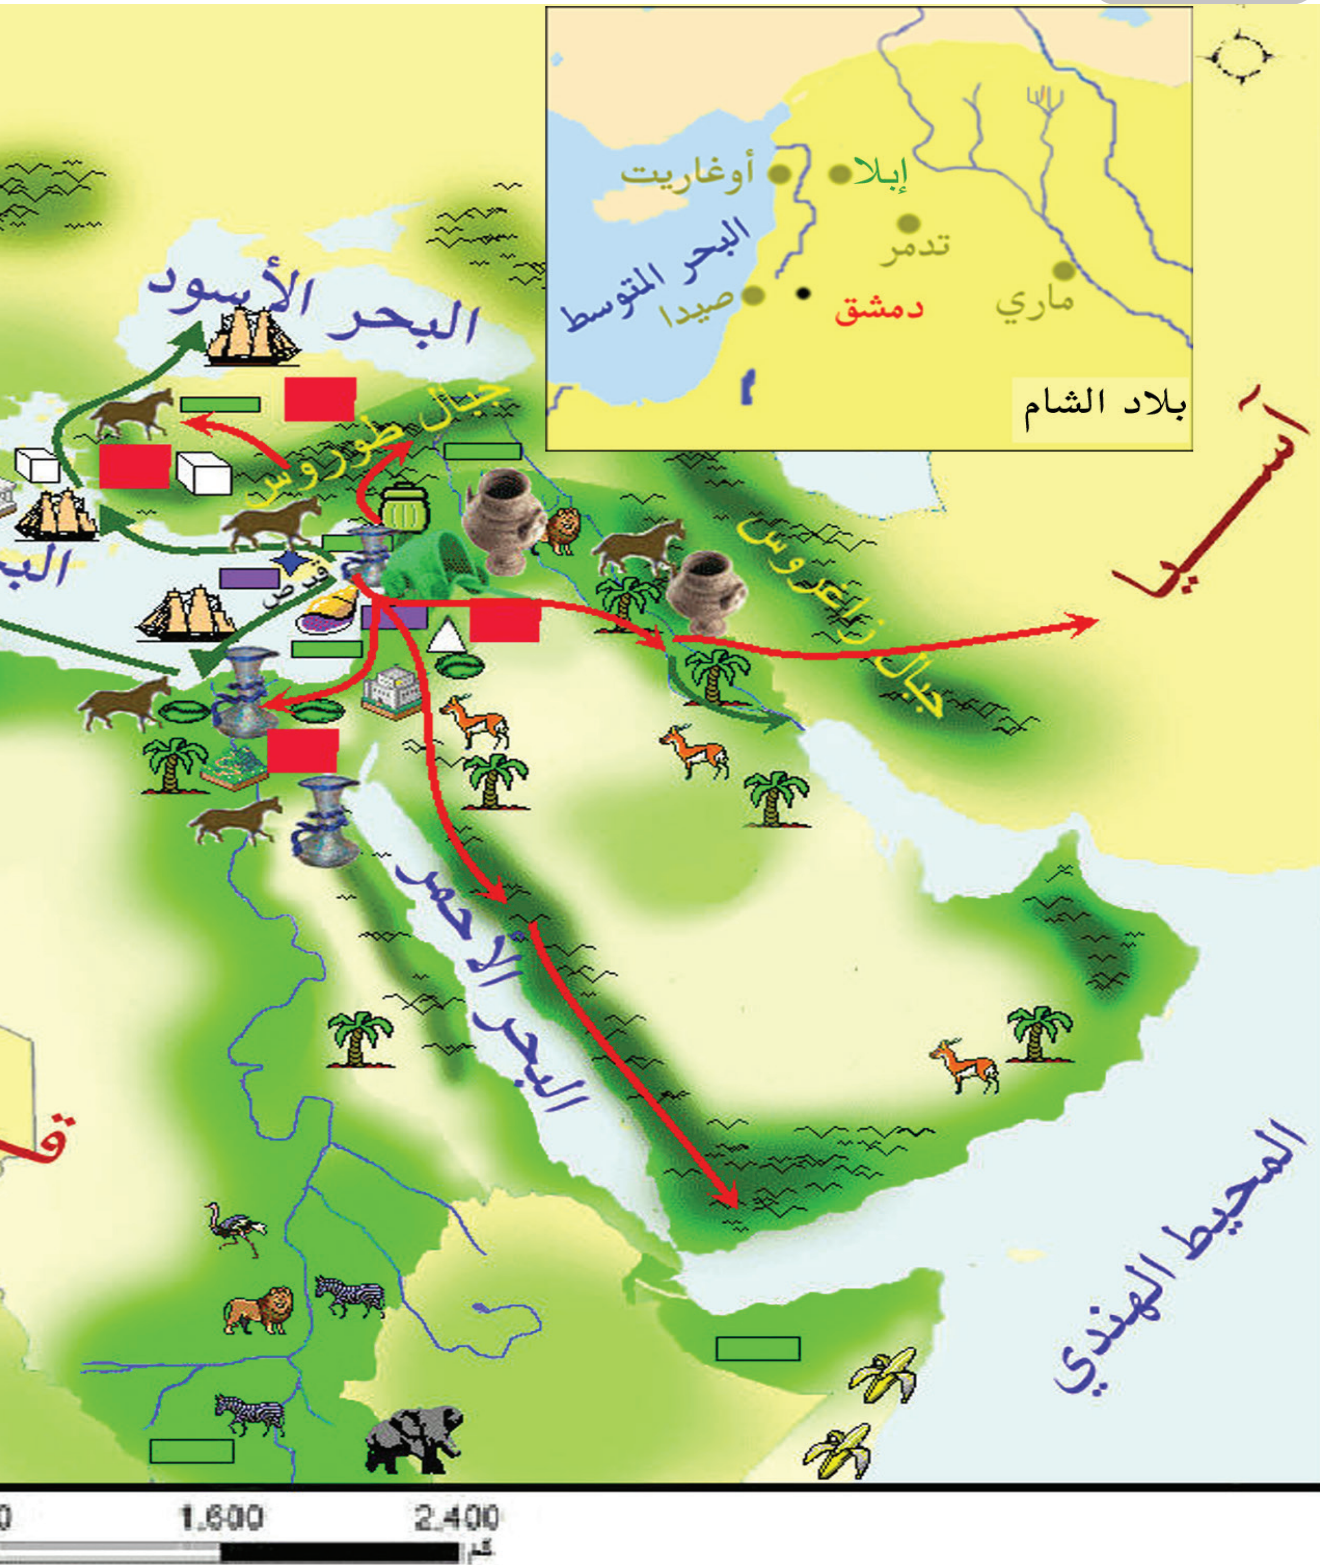 أوغاريت
إبلا
تدمر
ماري
البحر المتوسط
صيدا
دمشق
بلاد الشام
البحر الأسود
جبال طوروس
آسيا
جبال زاغروس
قبرص
البحر الأحمر
المحيط الهندي
1,600
2,400
كم